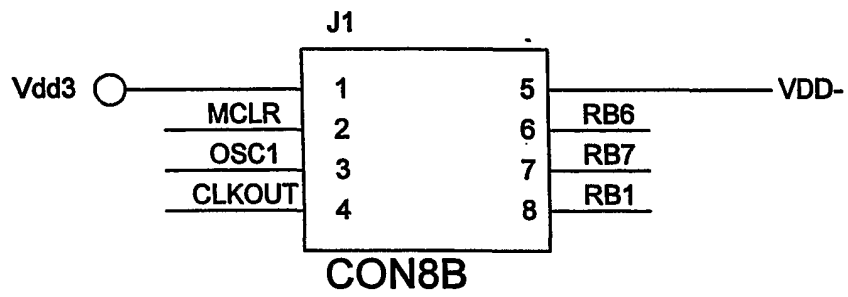 J1
Vdd3 1 5 VDD-
MCLR 2 6 RB6
OSC1 3 7 RB7
CLKOUT 4 8 RB1
CON8B